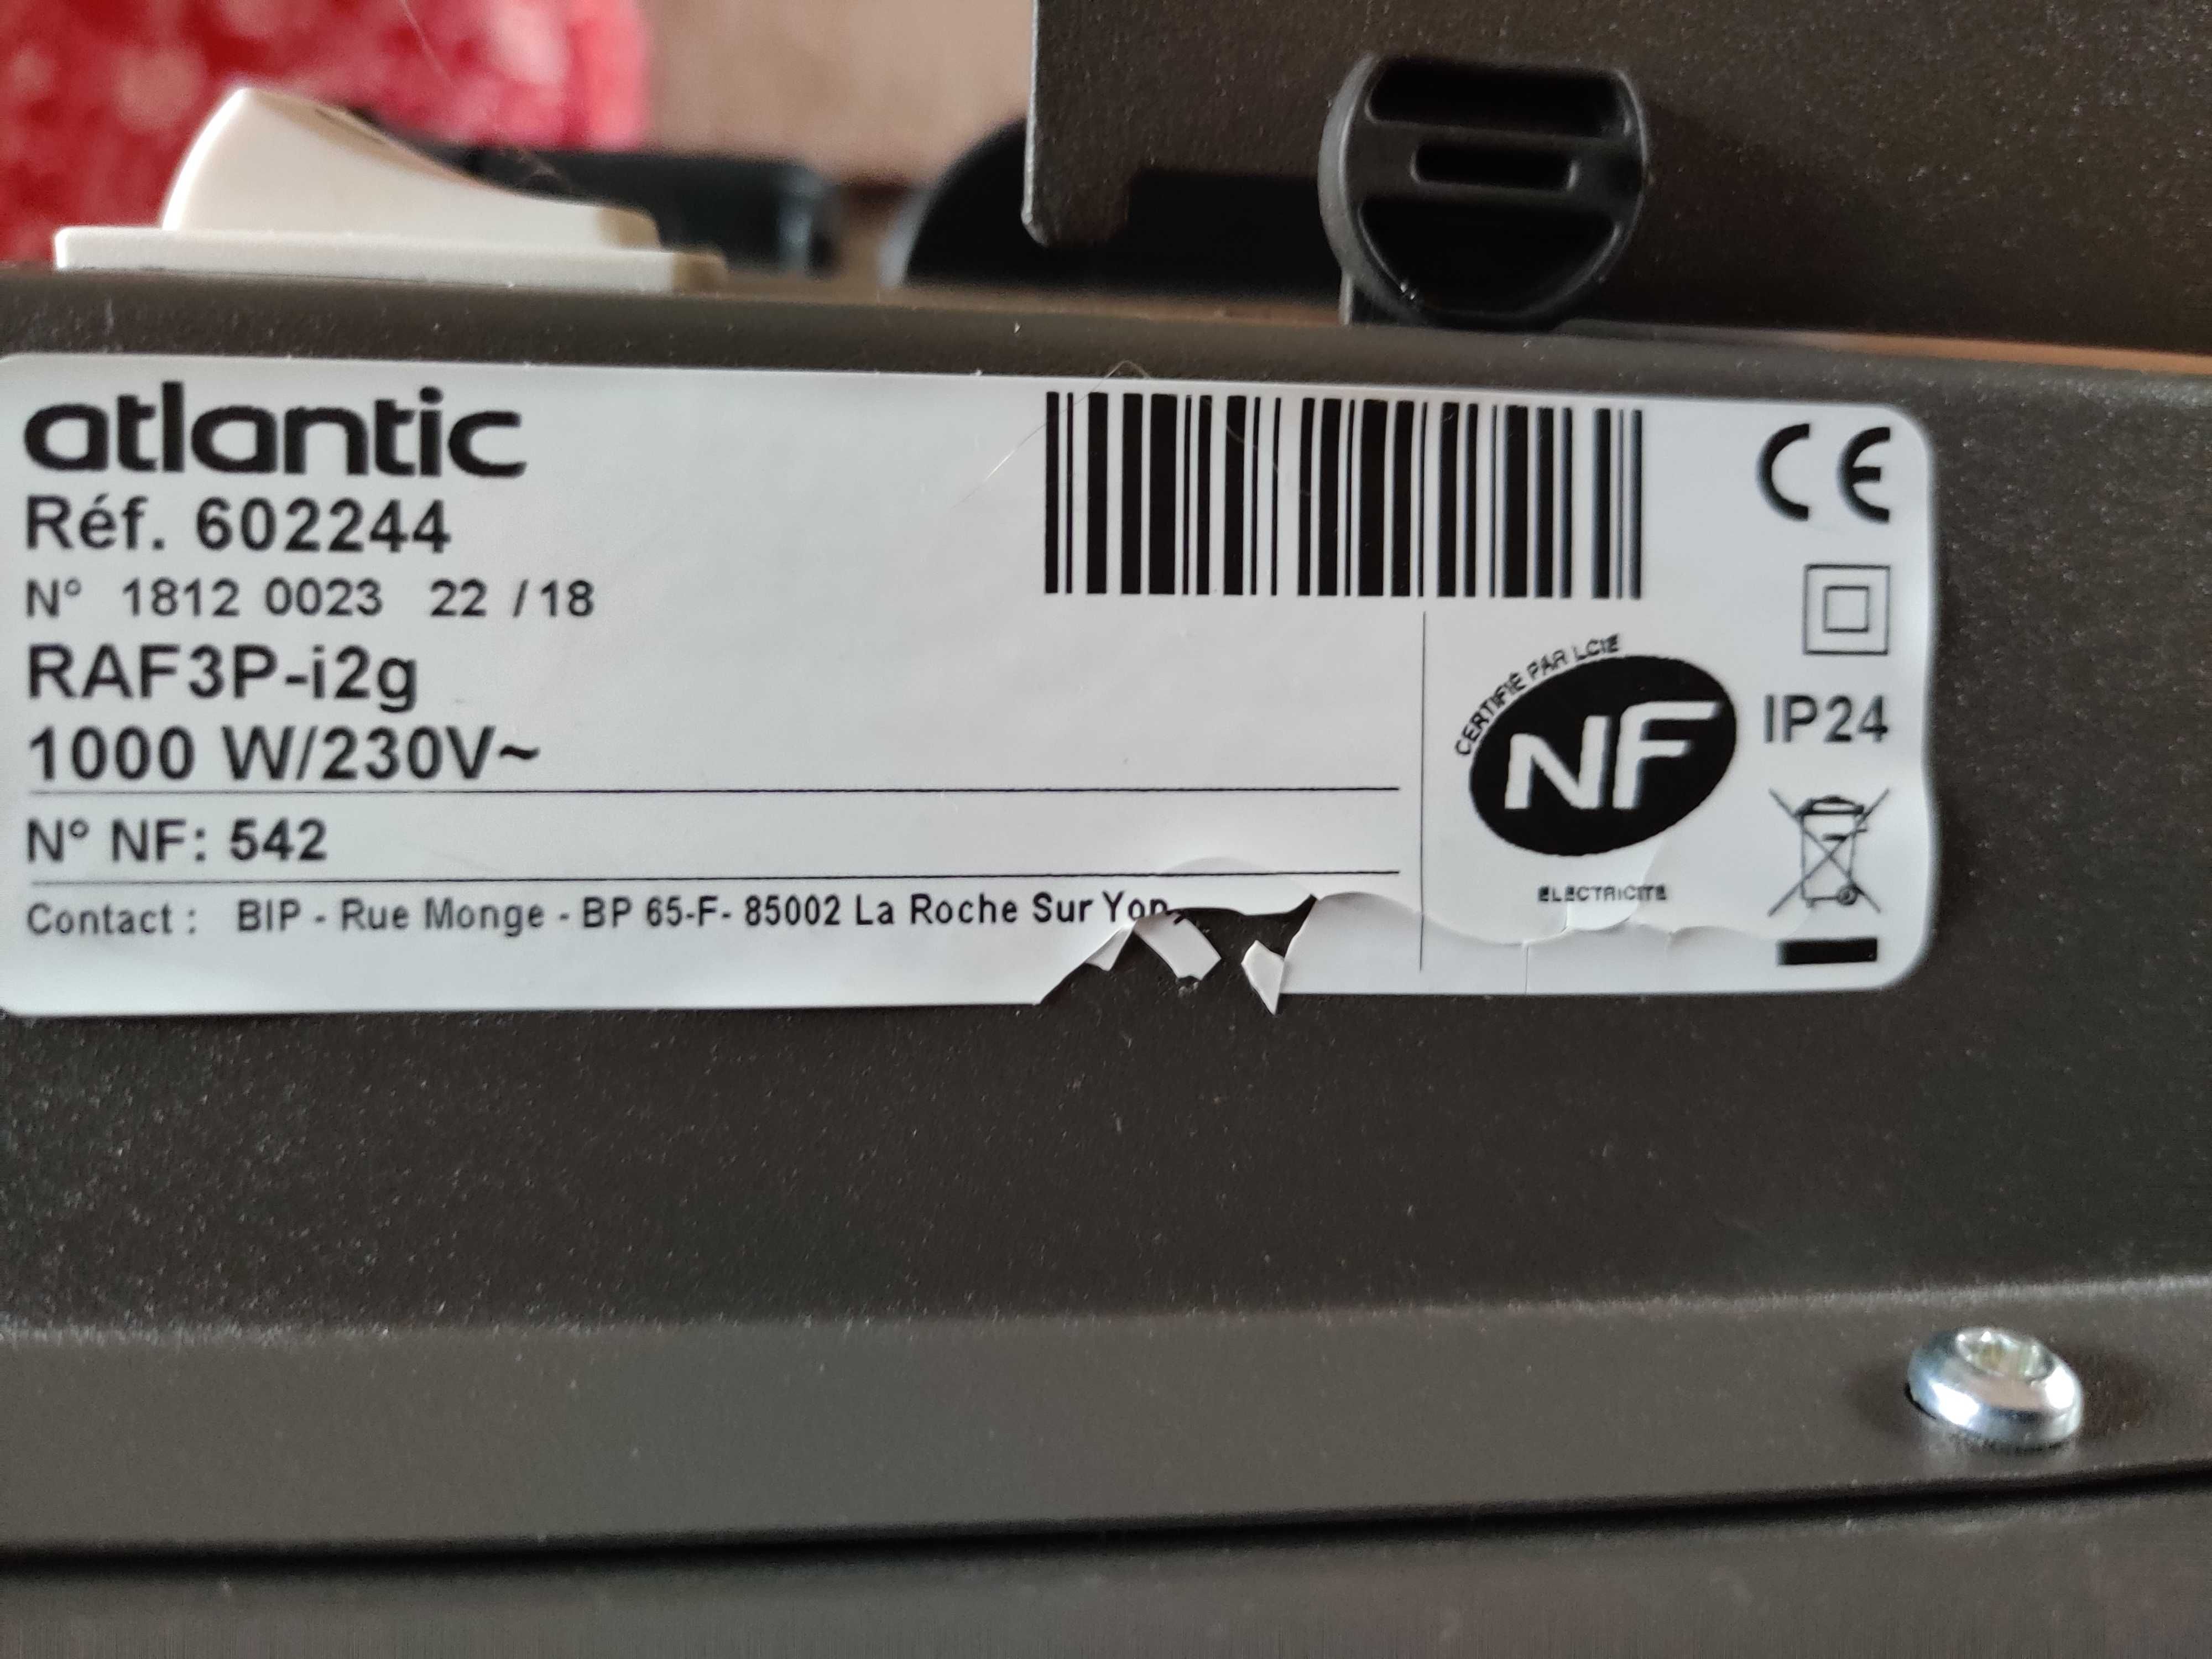 atlantic
Réf. 602244
N° 1812 0023 22 /18
RAF3P-i2g
1000 W/230V~
N° NF: 542
Contact : BIP - Rue Monge - BP 65-F- 85002 La Roche Sur Yon
CE
CERTIFIÉ PAR LCIE
NF
ELECTRICITE
IP24